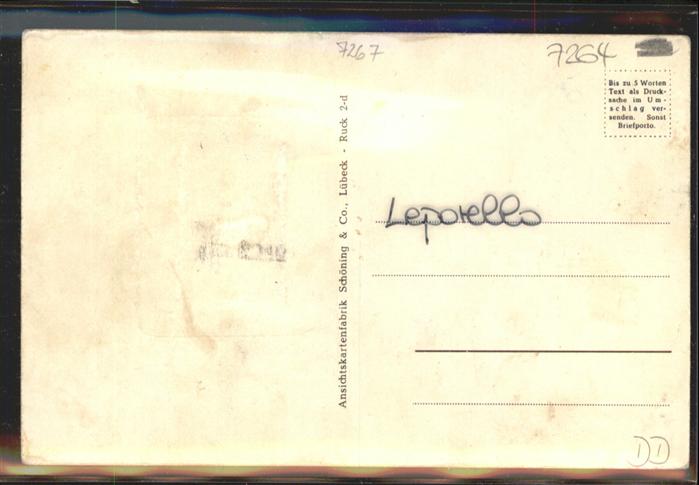 7267
7264
Bis zu 5 Worten
Text als Druck-
sache im Um-
schlag ver-
senden. Sonst
Briefporto.
Ansichtskartenfabrik Schöning & Co., Lübeck - Ruck 2-d
Leporello
DD